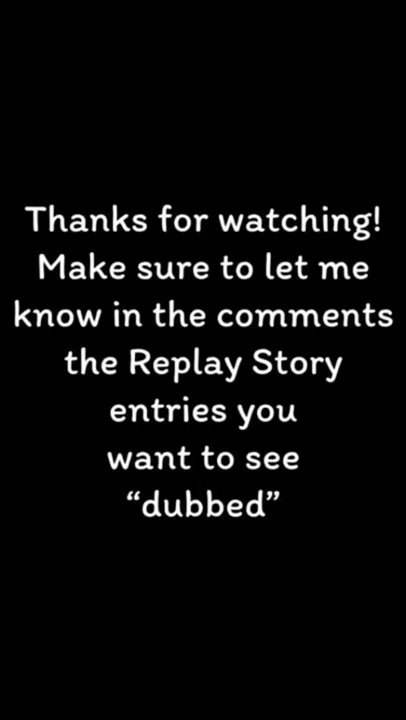 Thanks for watching!
Make sure to let me
know in the comments
the Replay Story
entries you
want to see
“dubbed”